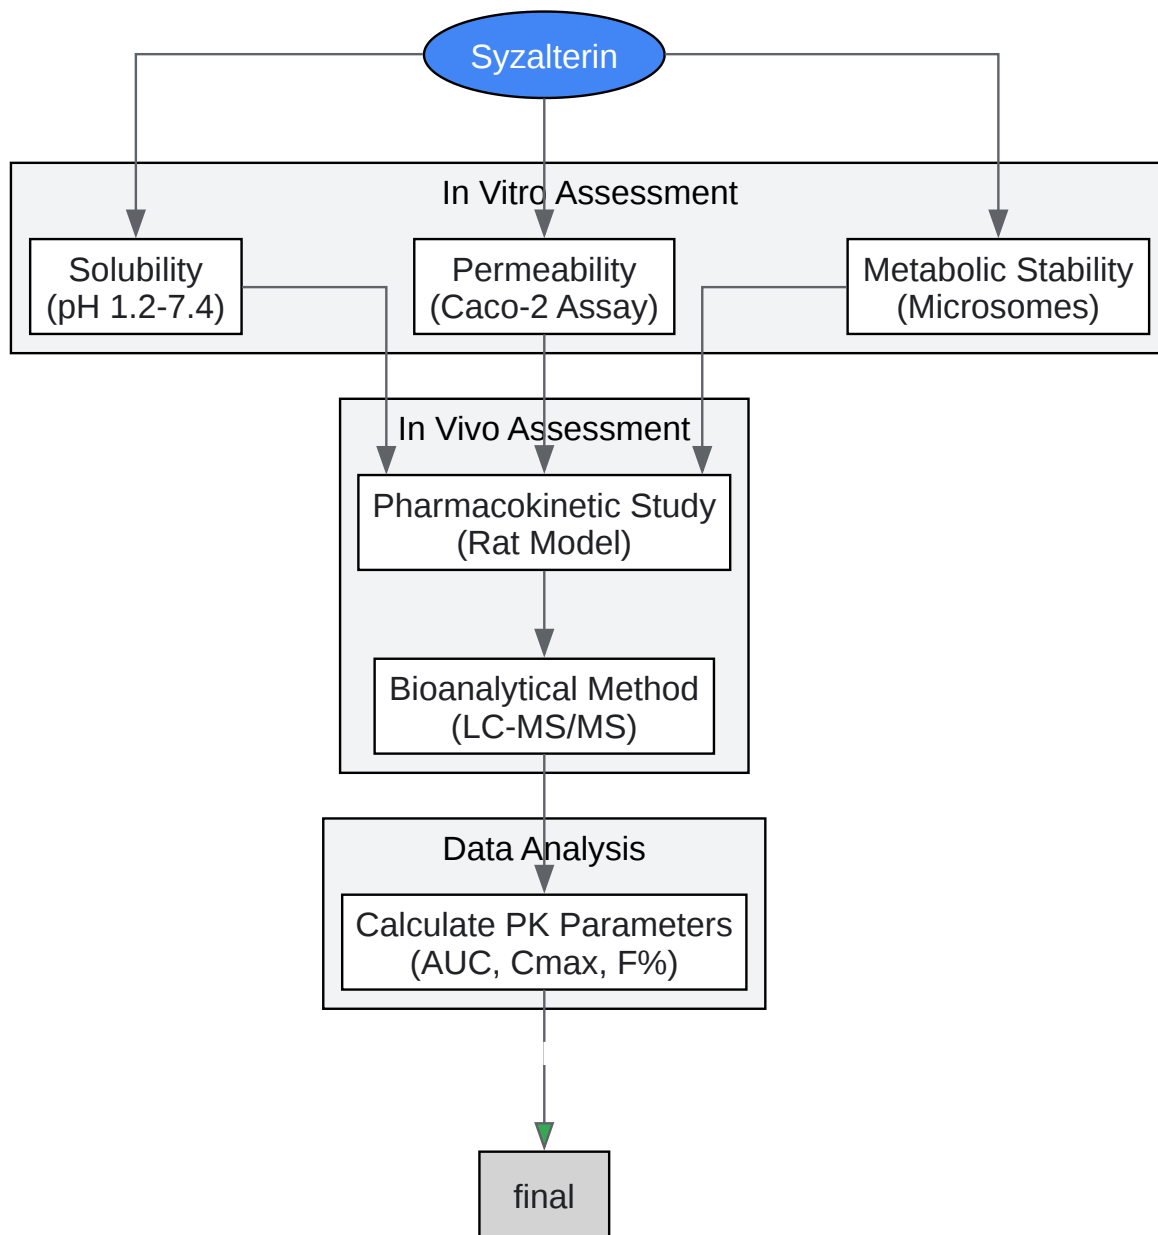 Syzalterin
In Vitro Assessment
Solubility
(pH 1.2-7.4)
Permeability
(Caco-2 Assay)
Metabolic Stability
(Microsomes)
In Vivo Assessment
Pharmacokinetic Study
(Rat Model)
Bioanalytical Method
(LC-MS/MS)
Data Analysis
Calculate PK Parameters
(AUC, Cmax, F%)
final